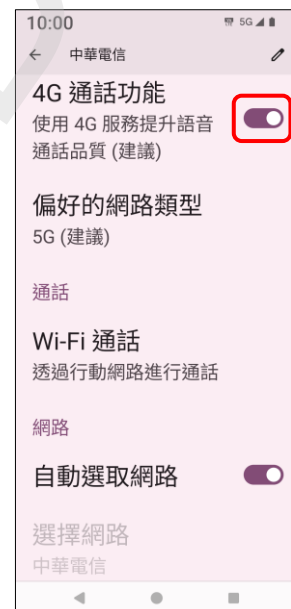 10:00 5G
中華電信
4G 通話功能
使用 4G 服務提升語音
通話品質 (建議)
偏好的網路類型
5G (建議)
通話
Wi-Fi 通話
透過行動網路進行通話
網路
自動選取網路
選擇網路
中華電信